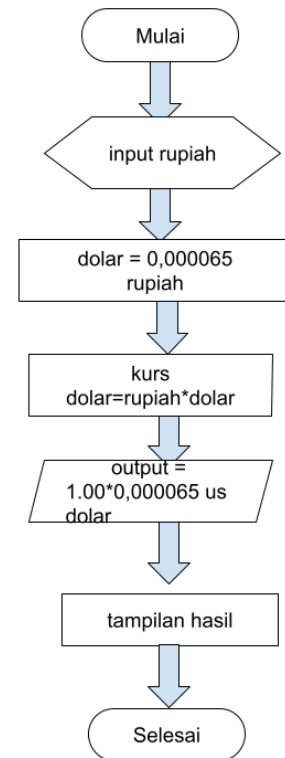 Mulai
input rupiah
dolar = 0,000065
rupiah
kurs
dolar=rupiah*dolar
output =
1.00*0,000065 us
dolar
tampilan hasil
Selesai